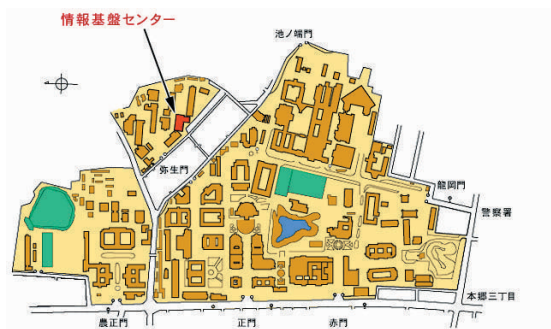 情報基盤センター
池ノ端門
弥生門
龍岡門
警察署
本郷三丁目
農正門
正門
赤門